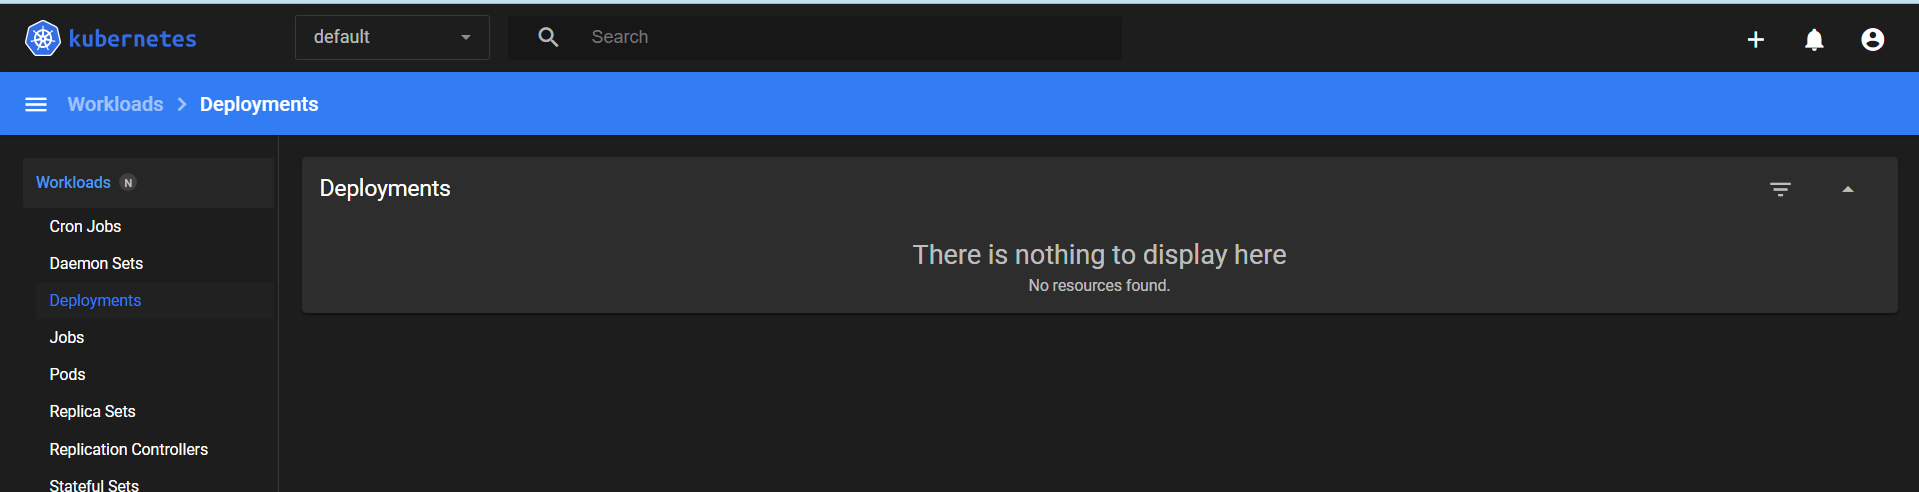 kubernetes
default
Search
Workloads > Deployments
Workloads N
Cron Jobs
Daemon Sets
Deployments
Jobs
Pods
Replica Sets
Replication Controllers
Stateful Sets
Deployments
There is nothing to display here
No resources found.